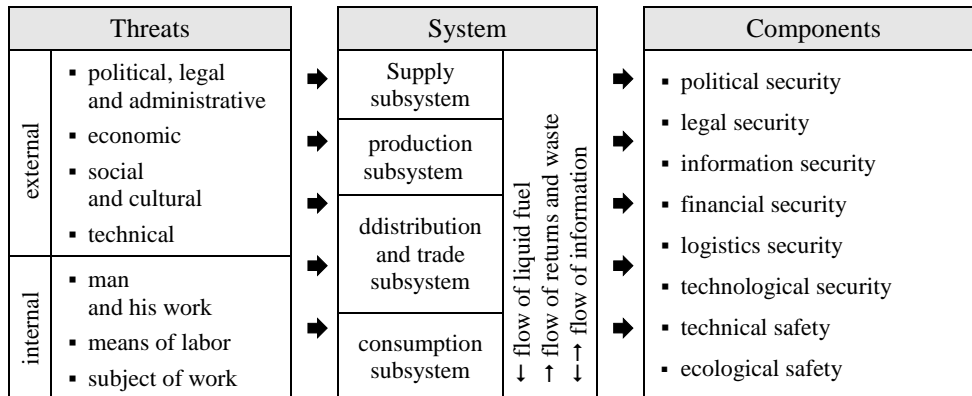 Threats
external
▪ political, legal
and administrative
▪ economic
▪ social
and cultural
▪ technical
internal
▪ man
and his work
▪ means of labor
▪ subject of work
System
Supply
subsystem
production
subsystem
ddistribution
and trade
subsystem
consumption
subsystem
← flow of liquid fuel
→ flow of returns and waste
←→ flow of information
Components
▪ political security
▪ legal security
▪ information security
▪ financial security
▪ logistics security
▪ technological security
▪ technical safety
▪ ecological safety